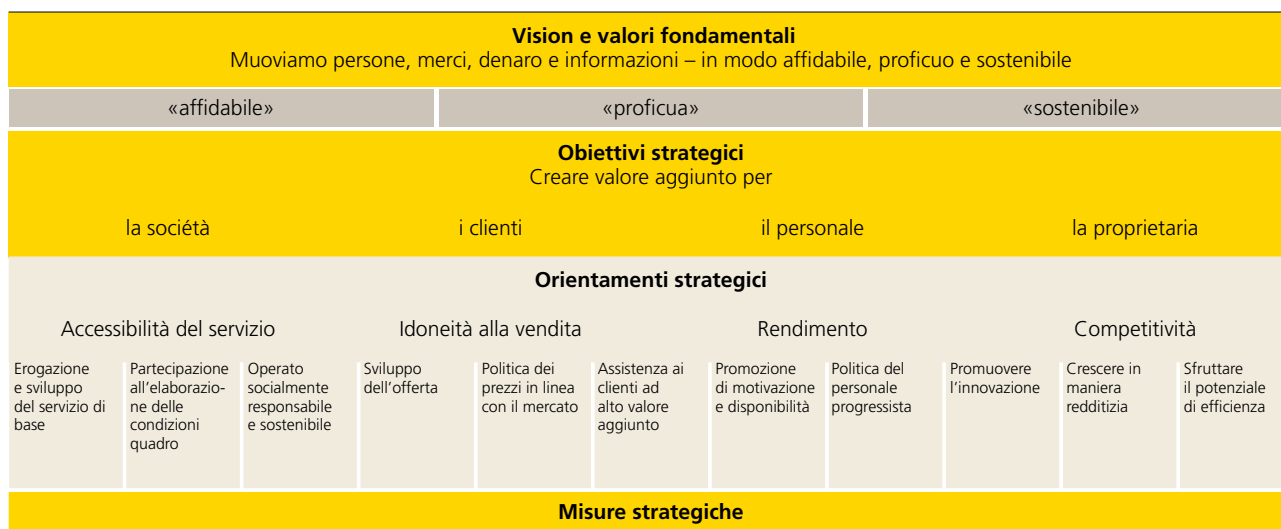 Vision e valori fondamentali
Muoviamo persone, merci, denaro e informazioni – in modo affidabile, proficuo e sostenibile
«affidabile»
«proficua»
«sostenibile»
Obiettivi strategici
Creare valore aggiunto per
la sociétà
i clienti
il personale
la proprietaria
Orientamenti strategici
Accessibilità del servizio
Idoneità alla vendita
Rendimento
Competitività
Erogazione
e sviluppo
del servizio di
base
Partecipazione
all'elaborazio-
ne delle
condizioni
quadro
Operato
socialmente
responsabile
e sostenibile
Sviluppo
dell'offerta
Politica dei
prezzi in linea
con il mercato
Assistenza ai
clienti ad
alto valore
aggiunto
Promozione
di motivazione
e disponibilità
Politica del
personale
progressista
Promuovere
l'innovazione
Crescere in
maniera
redditizia
Sfruttare
il potenziale
di efficienza
Misure strategiche